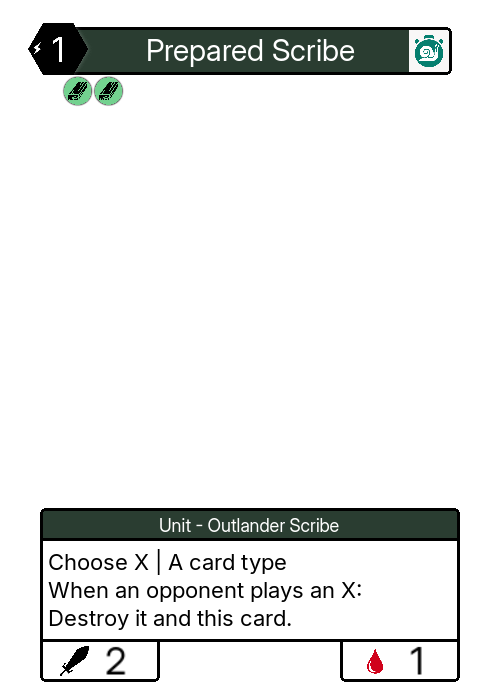 1
Prepared Scribe
Unit - Outlander Scribe
Choose X | A card type
When an opponent plays an X:
Destroy it and this card.
2
1